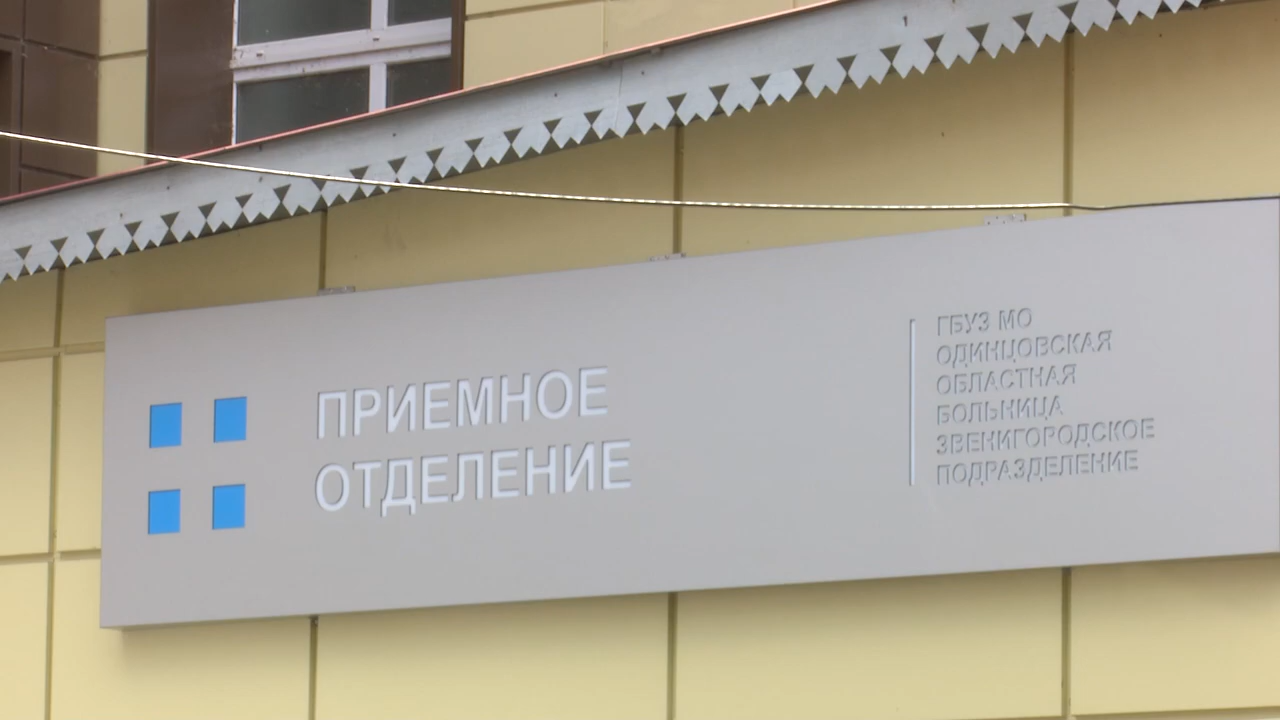 ПРИЕМНОЕ
ОТДЕЛЕНИЕ
ГБУЗ МО
ОДИНЦОВСКАЯ
ОБЛАСТНАЯ
БОЛЬНИЦА
ЗВЕНИГОРОДСКОЕ
ПОДРАЗДЕЛЕНИЕ